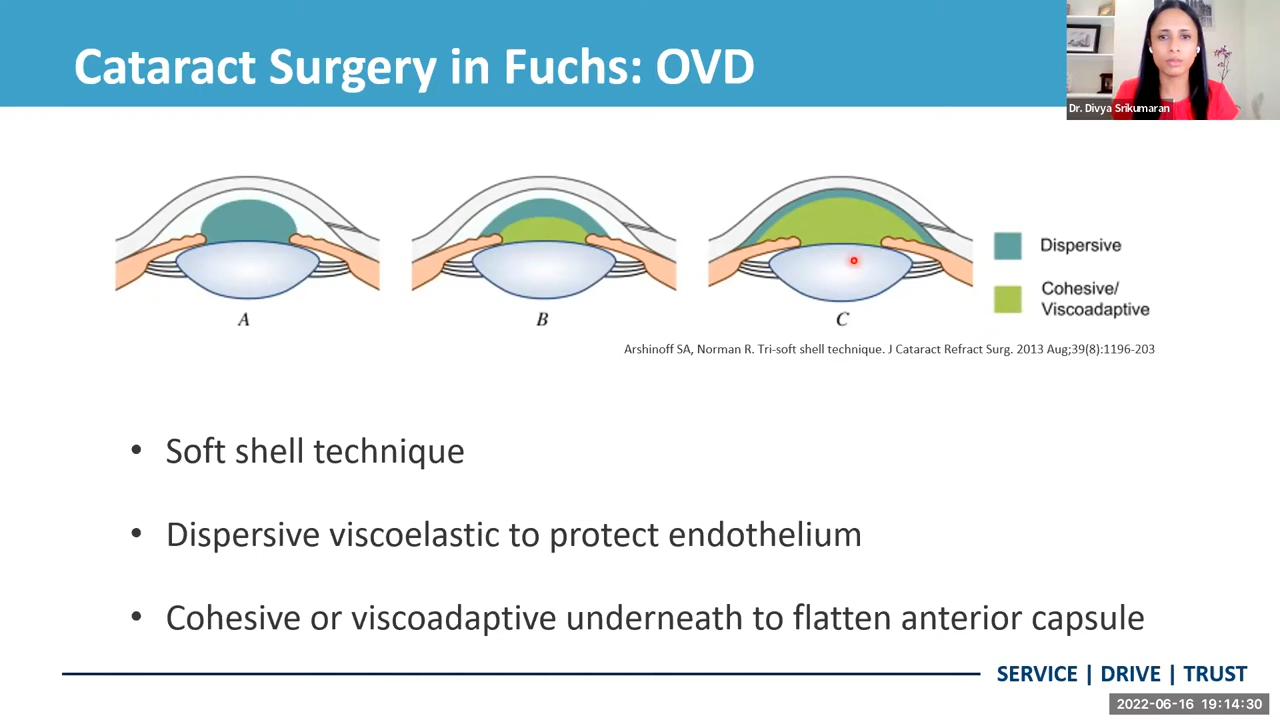 Cataract Surgery in Fuchs: OVD
Dr. Divya Srikumaran
Dispersive
Cohesive/
Viscoadaptive
A
B
C
Arshinoff SA, Norman R. Tri-soft shell technique. J Cataract Refract Surg. 2013 Aug;39(8):1196-203
• Soft shell technique
• Dispersive viscoelastic to protect endothelium
• Cohesive or viscoadaptive underneath to flatten anterior capsule
SERVICE | DRIVE | TRUST
2022-06-16 19:14:30